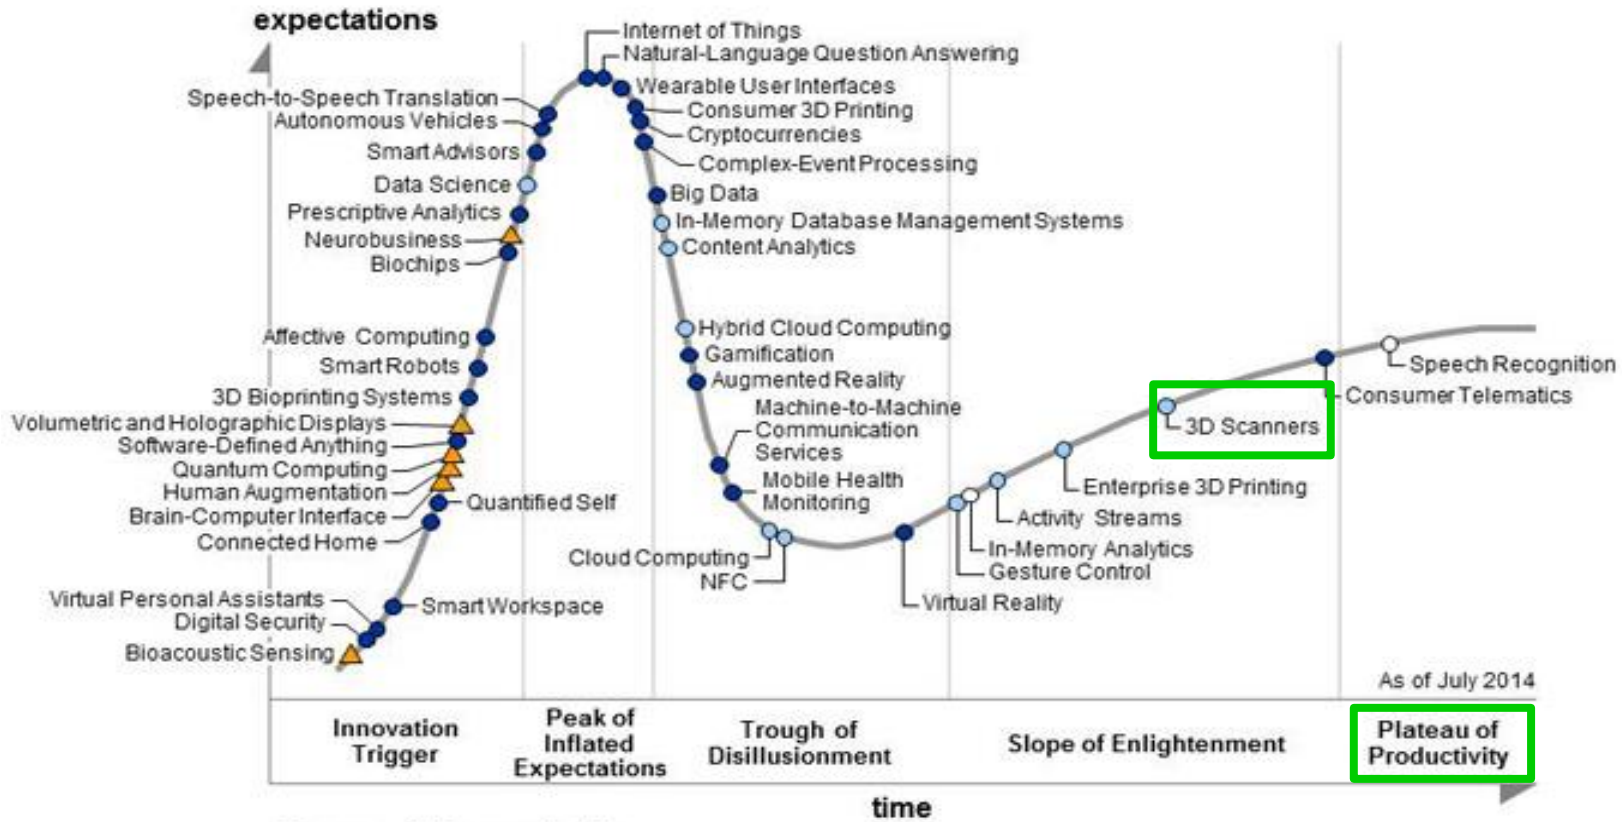 expectations
Internet of Things
Natural-Language Question Answering
Wearable User Interfaces
Speech-to-Speech Translation
Consumer 3D Printing
Autonomous Vehicles
Cryptocurrencies
Smart Advisors
Complex-Event Processing
Data Science
Big Data
Prescriptive Analytics
In-Memory Database Management Systems
Neurobusiness
Content Analytics
Biochips
Hybrid Cloud Computing
Affective Computing
Gamification
Smart Robots
Augmented Reality
3D Bioprinting Systems
Machine-to-Machine
Communication
Services
Volumetric and Holographic Displays
Software-Defined Anything
Quantum Computing
Human Augmentation
Brain-Computer Interface
Quantified Self
Connected Home
Mobile Health
Monitoring
Speech Recognition
Consumer Telematics
3D Scanners
Enterprise 3D Printing
Activity Streams
In-Memory Analytics
Gesture Control
Cloud Computing
NFC
Virtual Reality
Virtual Personal Assistants
Smart Workspace
Digital Security
Bioacoustic Sensing
As of July 2014
Innovation
Trigger
Peak of
Inflated
Expectations
Trough of
Disillusionment
Slope of Enlightenment
Plateau of
Productivity
time